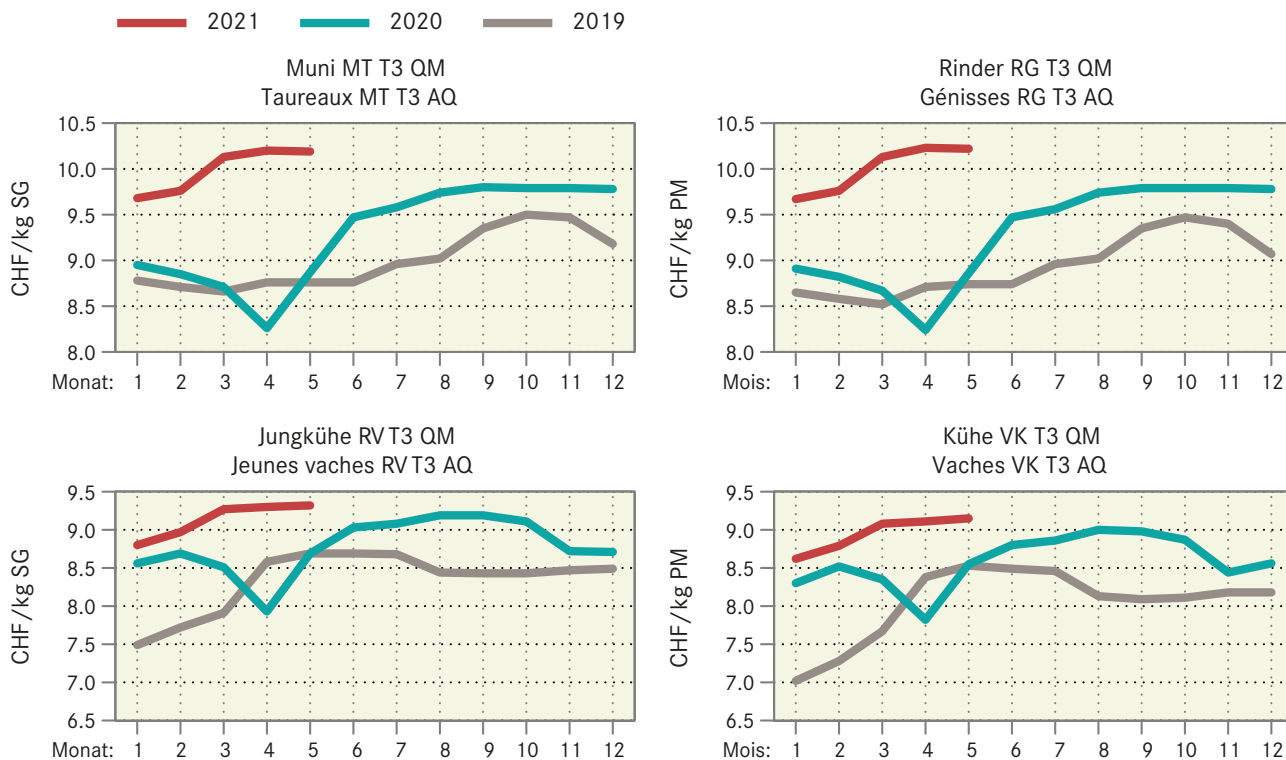 2021 2020 2019
Muni MT T3 QM
Taureaux MT T3 AQ
CHF/kg SG
10.5
10.0
9.5
9.0
8.5
8.0
Monat: 1 2 3 4 5 6 7 8 9 10 11 12
Rinder RG T3 QM
Génisses RG T3 AQ
CHF/kg PM
10.5
10.0
9.5
9.0
8.5
8.0
Mois: 1 2 3 4 5 6 7 8 9 10 11 12
Jungkühe RV T3 QM
Jeunes vaches RV T3 AQ
CHF/kg SG
9.5
9.0
8.5
8.0
7.5
7.0
6.5
Monat: 1 2 3 4 5 6 7 8 9 10 11 12
Kühe VK T3 QM
Vaches VK T3 AQ
CHF/kg PM
9.5
9.0
8.5
8.0
7.5
7.0
6.5
Mois: 1 2 3 4 5 6 7 8 9 10 11 12